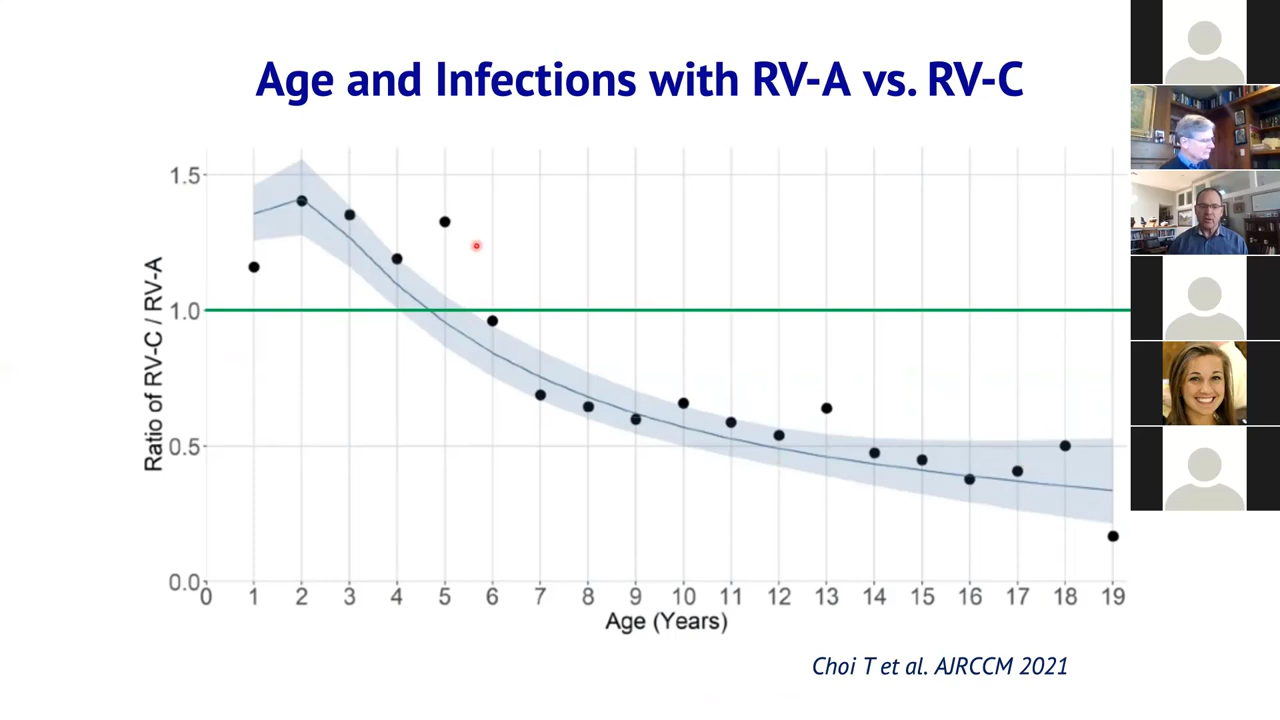 Age and Infections with RV-A vs. RV-C
Ratio of RV-C / RV-A
1.5
1.0
0.5
0.0
0 1 2 3 4 5 6 7 8 9 10 11 12 13 14 15 16 17 18 19
Age (Years)
Choi T et al. AJRCCM 2021